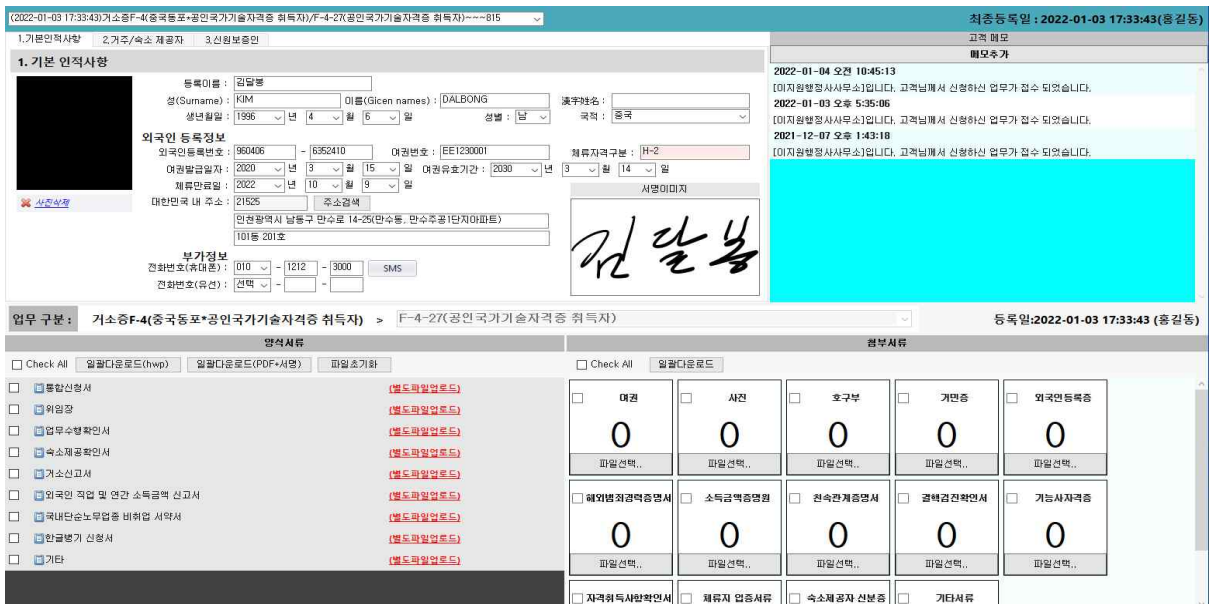 (2022-01-03 17:33:43)거소증F-4(중국동포*공인국가기술자격증 취득자)/F-4-27(공인국가기술자격증 취득자)~~~815
최종등록일 : 2022-01-03 17:33:43(홍길동)
1.기본인적사항 2.거주/숙소 제공자 3.신원보증인
고객 메모
1. 기본 인적사항
메모추가
등록이름 : 김달봉
성(Surname) : KIM 이름(Gicen names) : DALBONG 漢字姓名 :
생년월일 : 1996 년 4 월 6 일 성별 : 남 국적 : 중국
외국인 등록정보
외국인등록번호 : 960406 - 6352410 여권번호 : EE1230001 체류자격구분 : H-2
여권발급일자 : 2020 년 3 월 15 일 여권유효기간 : 2030 년 3 월 14 일
체류만료일 : 2022 년 10 월 9 일
서명이미지
사진삭제
대한민국 내 주소 : 21525 주소검색
인천광역시 남동구 만수로 14-25(만수동, 만수주공1단지아파트)
101동 201호
김달봉
부가정보
전화번호(휴대폰) : 010 - 1212 - 3000 SMS
전화번호(유선) : 선택 - -
2022-01-04 오전 10:45:13
[이지원행정사사무소]입니다. 고객님께서 신청하신 업무가 접수 되었습니다.
2022-01-03 오후 5:35:06
[이지원행정사사무소]입니다. 고객님께서 신청하신 업무가 접수 되었습니다.
2021-12-07 오후 1:43:18
[이지원행정사사무소]입니다. 고객님께서 신청하신 업무가 접수 되었습니다.
업무 구분 : 거소증F-4(중국동포*공인국가기술자격증 취득자) > F-4-27(공인국가기술자격증 취득자)
등록일:2022-01-03 17:33:43 (홍길동)
양식서류
Check All 일괄다운로드(hwp) 일괄다운로드(PDF+서명) 파일초기화
통합신청서 (별도파일업로드)
위임장 (별도파일업로드)
업무수행확인서 (별도파일업로드)
숙소제공확인서 (별도파일업로드)
거소신고서 (별도파일업로드)
외국인 직업 및 연간 소득금액 신고서 (별도파일업로드)
국내단순노무업종 비취업 서약서 (별도파일업로드)
한글병기 신청서 (별도파일업로드)
기타 (별도파일업로드)
첨부서류
Check All 일괄다운로드
여권 사진 호구부 거민증 외국인등록증
0 0 0 0 0
파일선택.. 파일선택.. 파일선택.. 파일선택.. 파일선택..
해외범죄경력증명서 소득금액증명원 친속관계증명서 결핵검진확인서 기능사자격증
0 0 0 0 0
파일선택.. 파일선택.. 파일선택.. 파일선택.. 파일선택..
자격취득사항확인서 체류지 입증서류 숙소제공자 신분증 기타서류